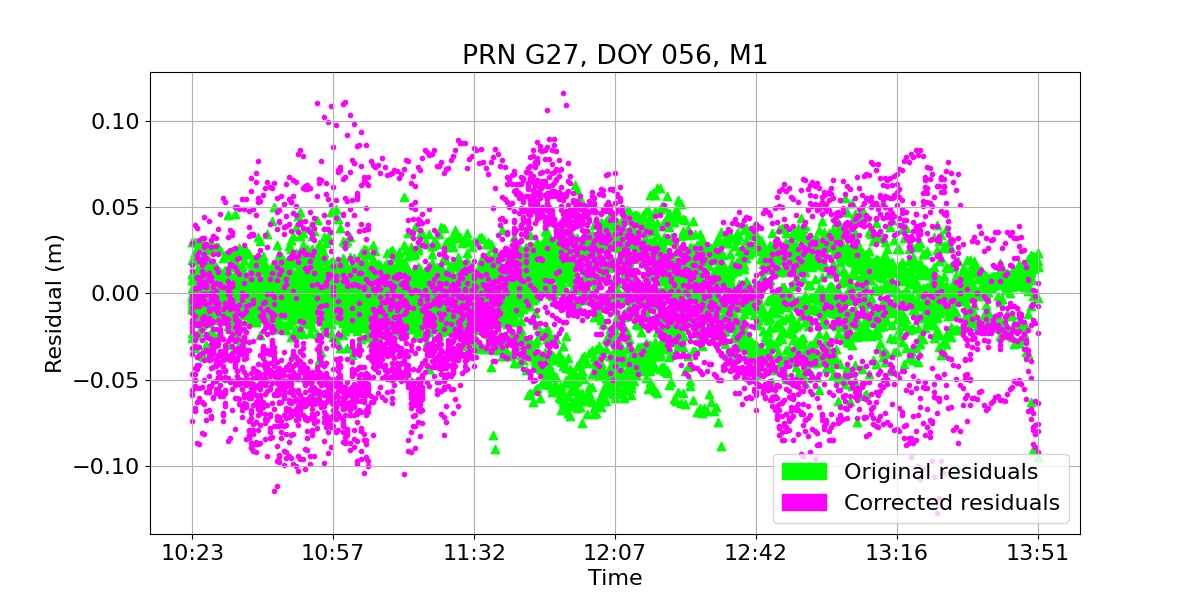 PRN G27, DOY 056, M1
Residual (m)
0.10
0.05
0.00
−0.05
−0.10
Original residuals
Corrected residuals
10:23 10:57 11:32 12:07 12:42 13:16 13:51
Time